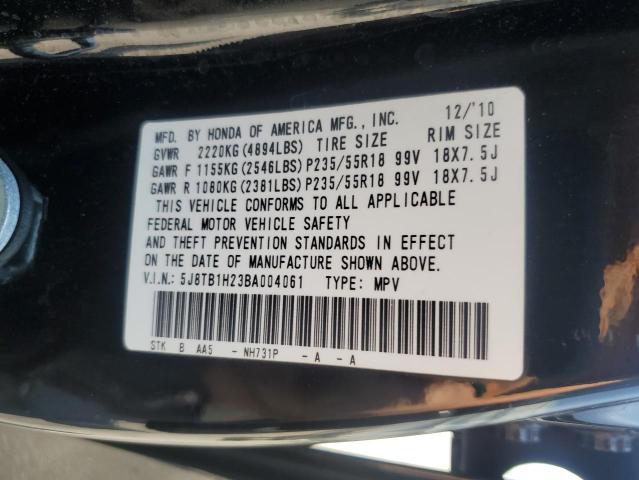 MFD. BY HONDA OF AMERICA MFG., INC. 12/'10
GVWR 2220KG(4894LBS) TIRE SIZE RIM SIZE
GAWR F 1155KG(2546LBS)P235/55R18 99V 18X7.5J
GAWR R 1080KG(2381LBS)P235/55R18 99V 18X7.5J
THIS VEHICLE CONFORMS TO ALL APPLICABLE
FEDERAL MOTOR VEHICLE SAFETY
AND THEFT PREVENTION STANDARDS IN EFFECT
ON THE DATE OF MANUFACTURE SHOWN ABOVE.
V.I.N.: 5J8TB1H23BA004061 TYPE: MPV
STK B AA5 - NH731P - A - A